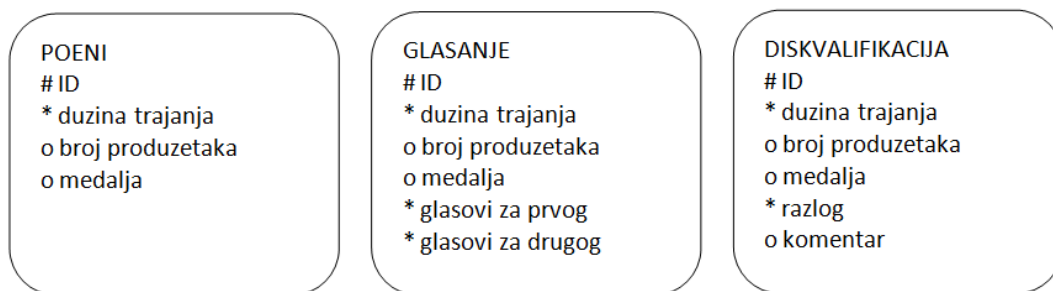 POENI
# ID
* duzina trajanja
o broj produzetaka
o medalja
GLASANJE
# ID
* duzina trajanja
o broj produzetaka
o medalja
* glasovi za prvog
* glasovi za drugog
DISKVALIFIKACIJA
# ID
* duzina trajanja
o broj produzetaka
o medalja
* razlog
o komentar